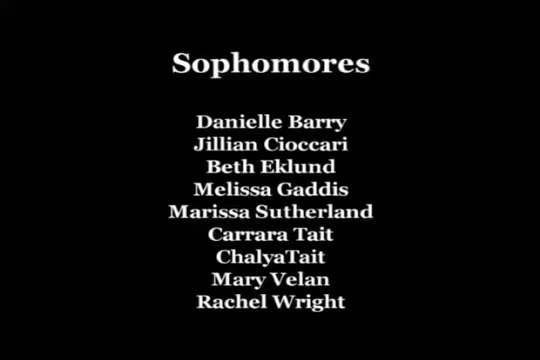 Sophomores
Danielle Barry
Jillian Cioccari
Beth Eklund
Melissa Gaddis
Marissa Sutherland
Carrara Tait
ChalyaTait
Mary Velan
Rachel Wright